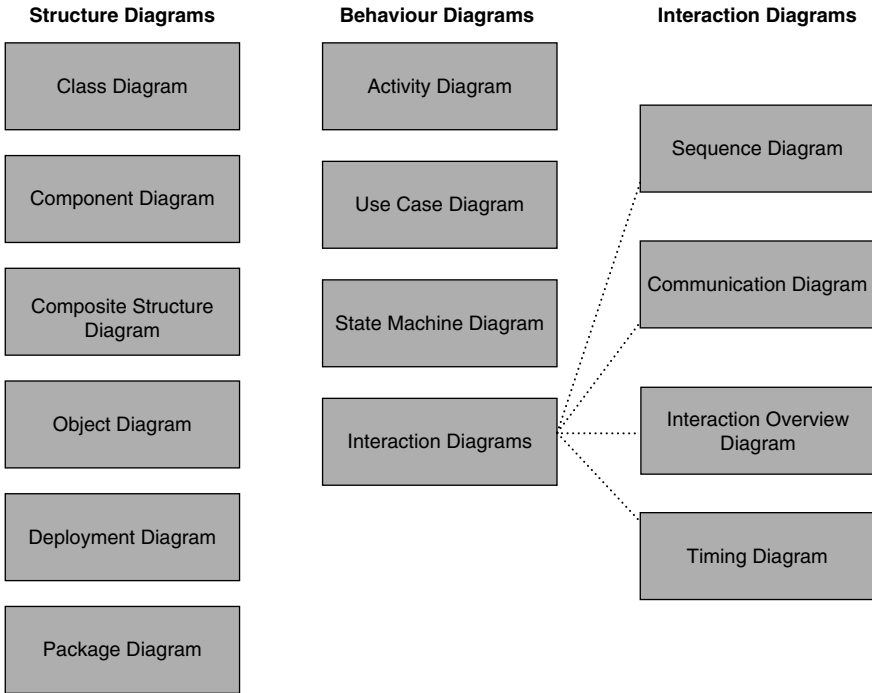 Structure Diagrams
Class Diagram
Component Diagram
Composite Structure
Diagram
Object Diagram
Deployment Diagram
Package Diagram
Behaviour Diagrams
Activity Diagram
Use Case Diagram
State Machine Diagram
Interaction Diagrams
Interaction Diagrams
Sequence Diagram
Communication Diagram
Interaction Overview
Diagram
Timing Diagram